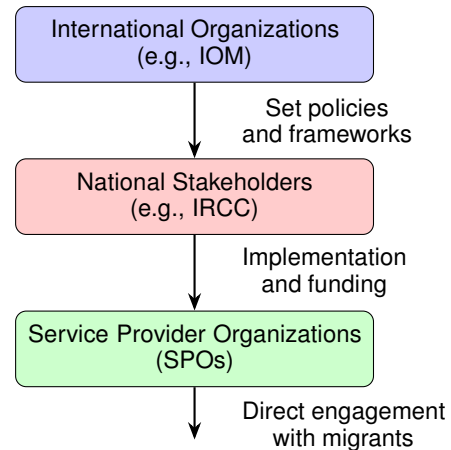 International Organizations
(e.g., IOM)
Set policies
and frameworks
National Stakeholders
(e.g., IRCC)
Implementation
and funding
Service Provider Organizations
(SPOs)
Direct engagement
with migrants